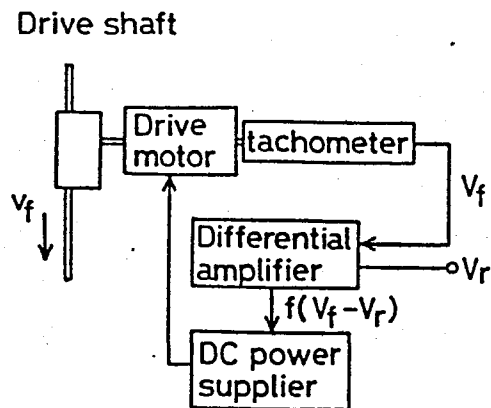 Drive shaft
Drive
motor
tachometer
v_f
V_f
Differential
amplifier
V_r
f(V_f-V_r)
DC power
supplier